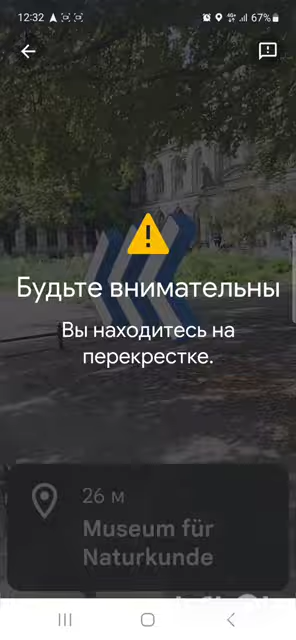 12:32 67%
Будьте внимательны
Вы находитесь на
перекрестке.
26 м
Museum für
Naturkunde